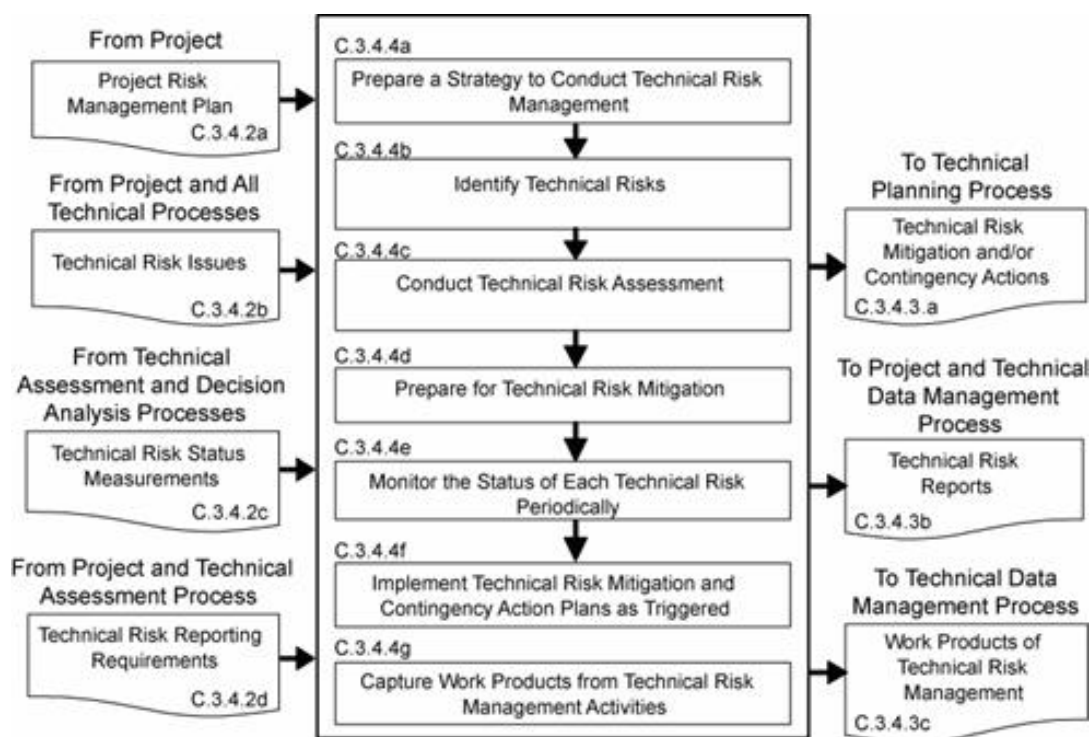 From Project
Project Risk
Management Plan
C.3.4.2a
From Project and All
Technical Processes
Technical Risk Issues
C.3.4.2b
From Technical
Assessment and Decision
Analysis Processes
Technical Risk Status
Measurements
C.3.4.2c
From Project and Technical
Assessment Process
Technical Risk Reporting
Requirements
C.3.4.2d
C.3.4.4a
Prepare a Strategy to Conduct Technical Risk
Management
C.3.4.4b
Identify Technical Risks
C.3.4.4c
Conduct Technical Risk Assessment
C.3.4.4d
Prepare for Technical Risk Mitigation
C.3.4.4e
Monitor the Status of Each Technical Risk
Periodically
C.3.4.4f
Implement Technical Risk Mitigation and
Contingency Action Plans as Triggered
C.3.4.4g
Capture Work Products from Technical Risk
Management Activities
To Technical
Planning Process
Technical Risk
Mitigation and/or
Contingency Actions
C.3.4.3.a
To Project and Technical
Data Management
Process
Technical Risk
Reports
C.3.4.3b
To Technical Data
Management Process
Work Products of
Technical Risk
Management
C.3.4.3c